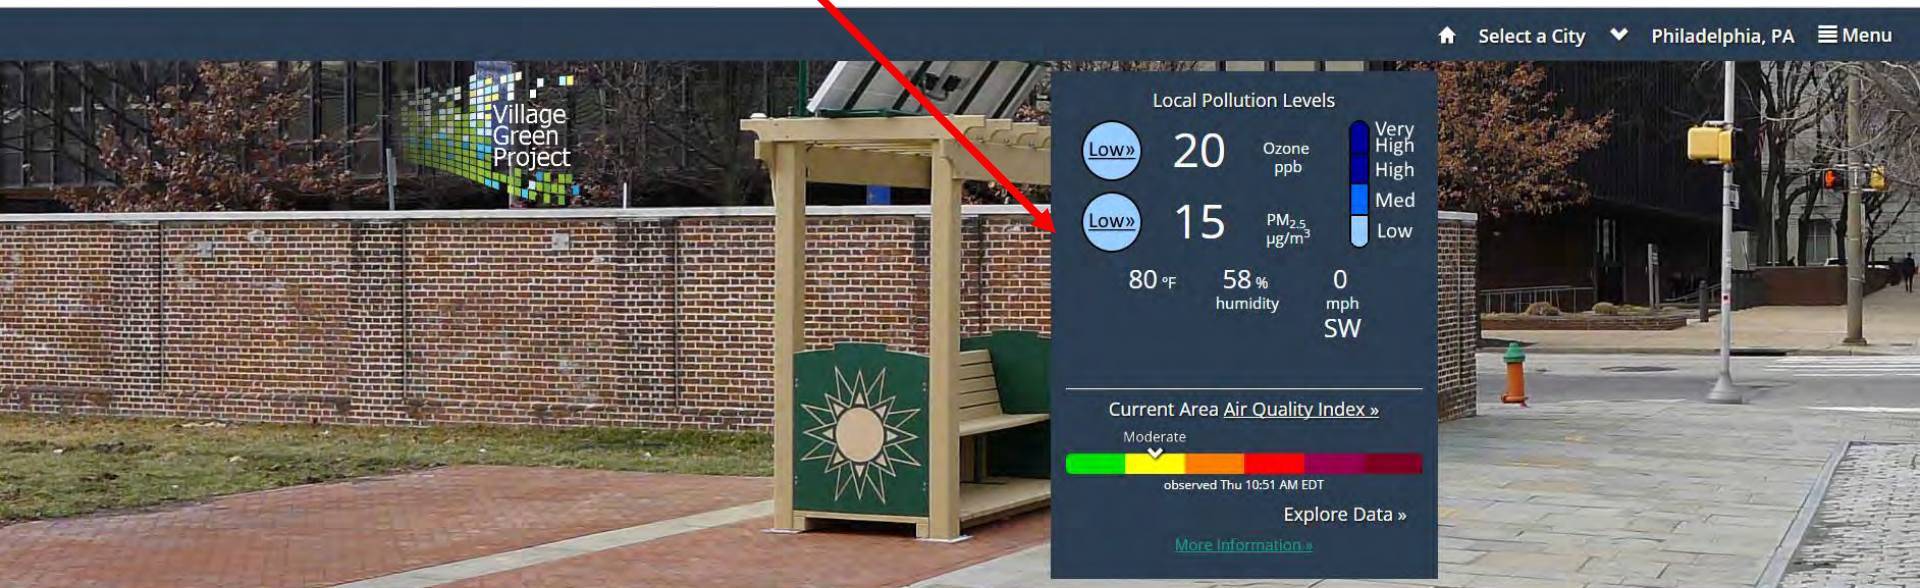 Select a City
Philadelphia, PA
Menu
Village
Green
Project
Local Pollution Levels
Low»
20
Ozone
ppb
Low»
15
PM2.5
µg/m³
Very
High
High
Med
Low
80 °F
58 %
humidity
0
mph
SW
Current Area Air Quality Index »
Moderate
observed Thu 10:51 AM EDT
Explore Data »
More Information »